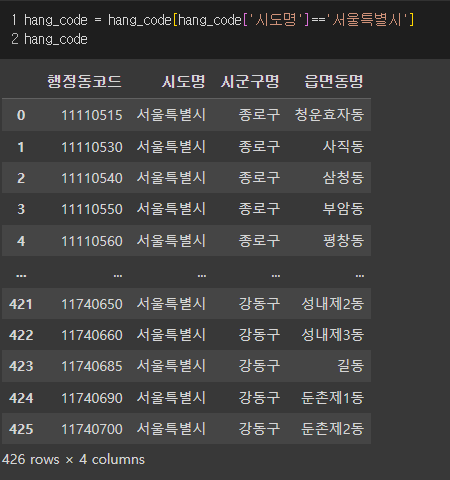 1 hang_code = hang_code[hang_code['시도명']=='서울특별시']
2 hang_code
행정동코드 시도명 시군구명 읍면동명
0 11110515 서울특별시 종로구 청운효자동
1 11110530 서울특별시 종로구 사직동
2 11110540 서울특별시 종로구 삼청동
3 11110550 서울특별시 종로구 부암동
4 11110560 서울특별시 종로구 평창동
... ... ... ... ...
421 11740650 서울특별시 강동구 성내제2동
422 11740660 서울특별시 강동구 성내제3동
423 11740685 서울특별시 강동구 길동
424 11740690 서울특별시 강동구 둔촌제1동
425 11740700 서울특별시 강동구 둔촌제2동
426 rows × 4 columns